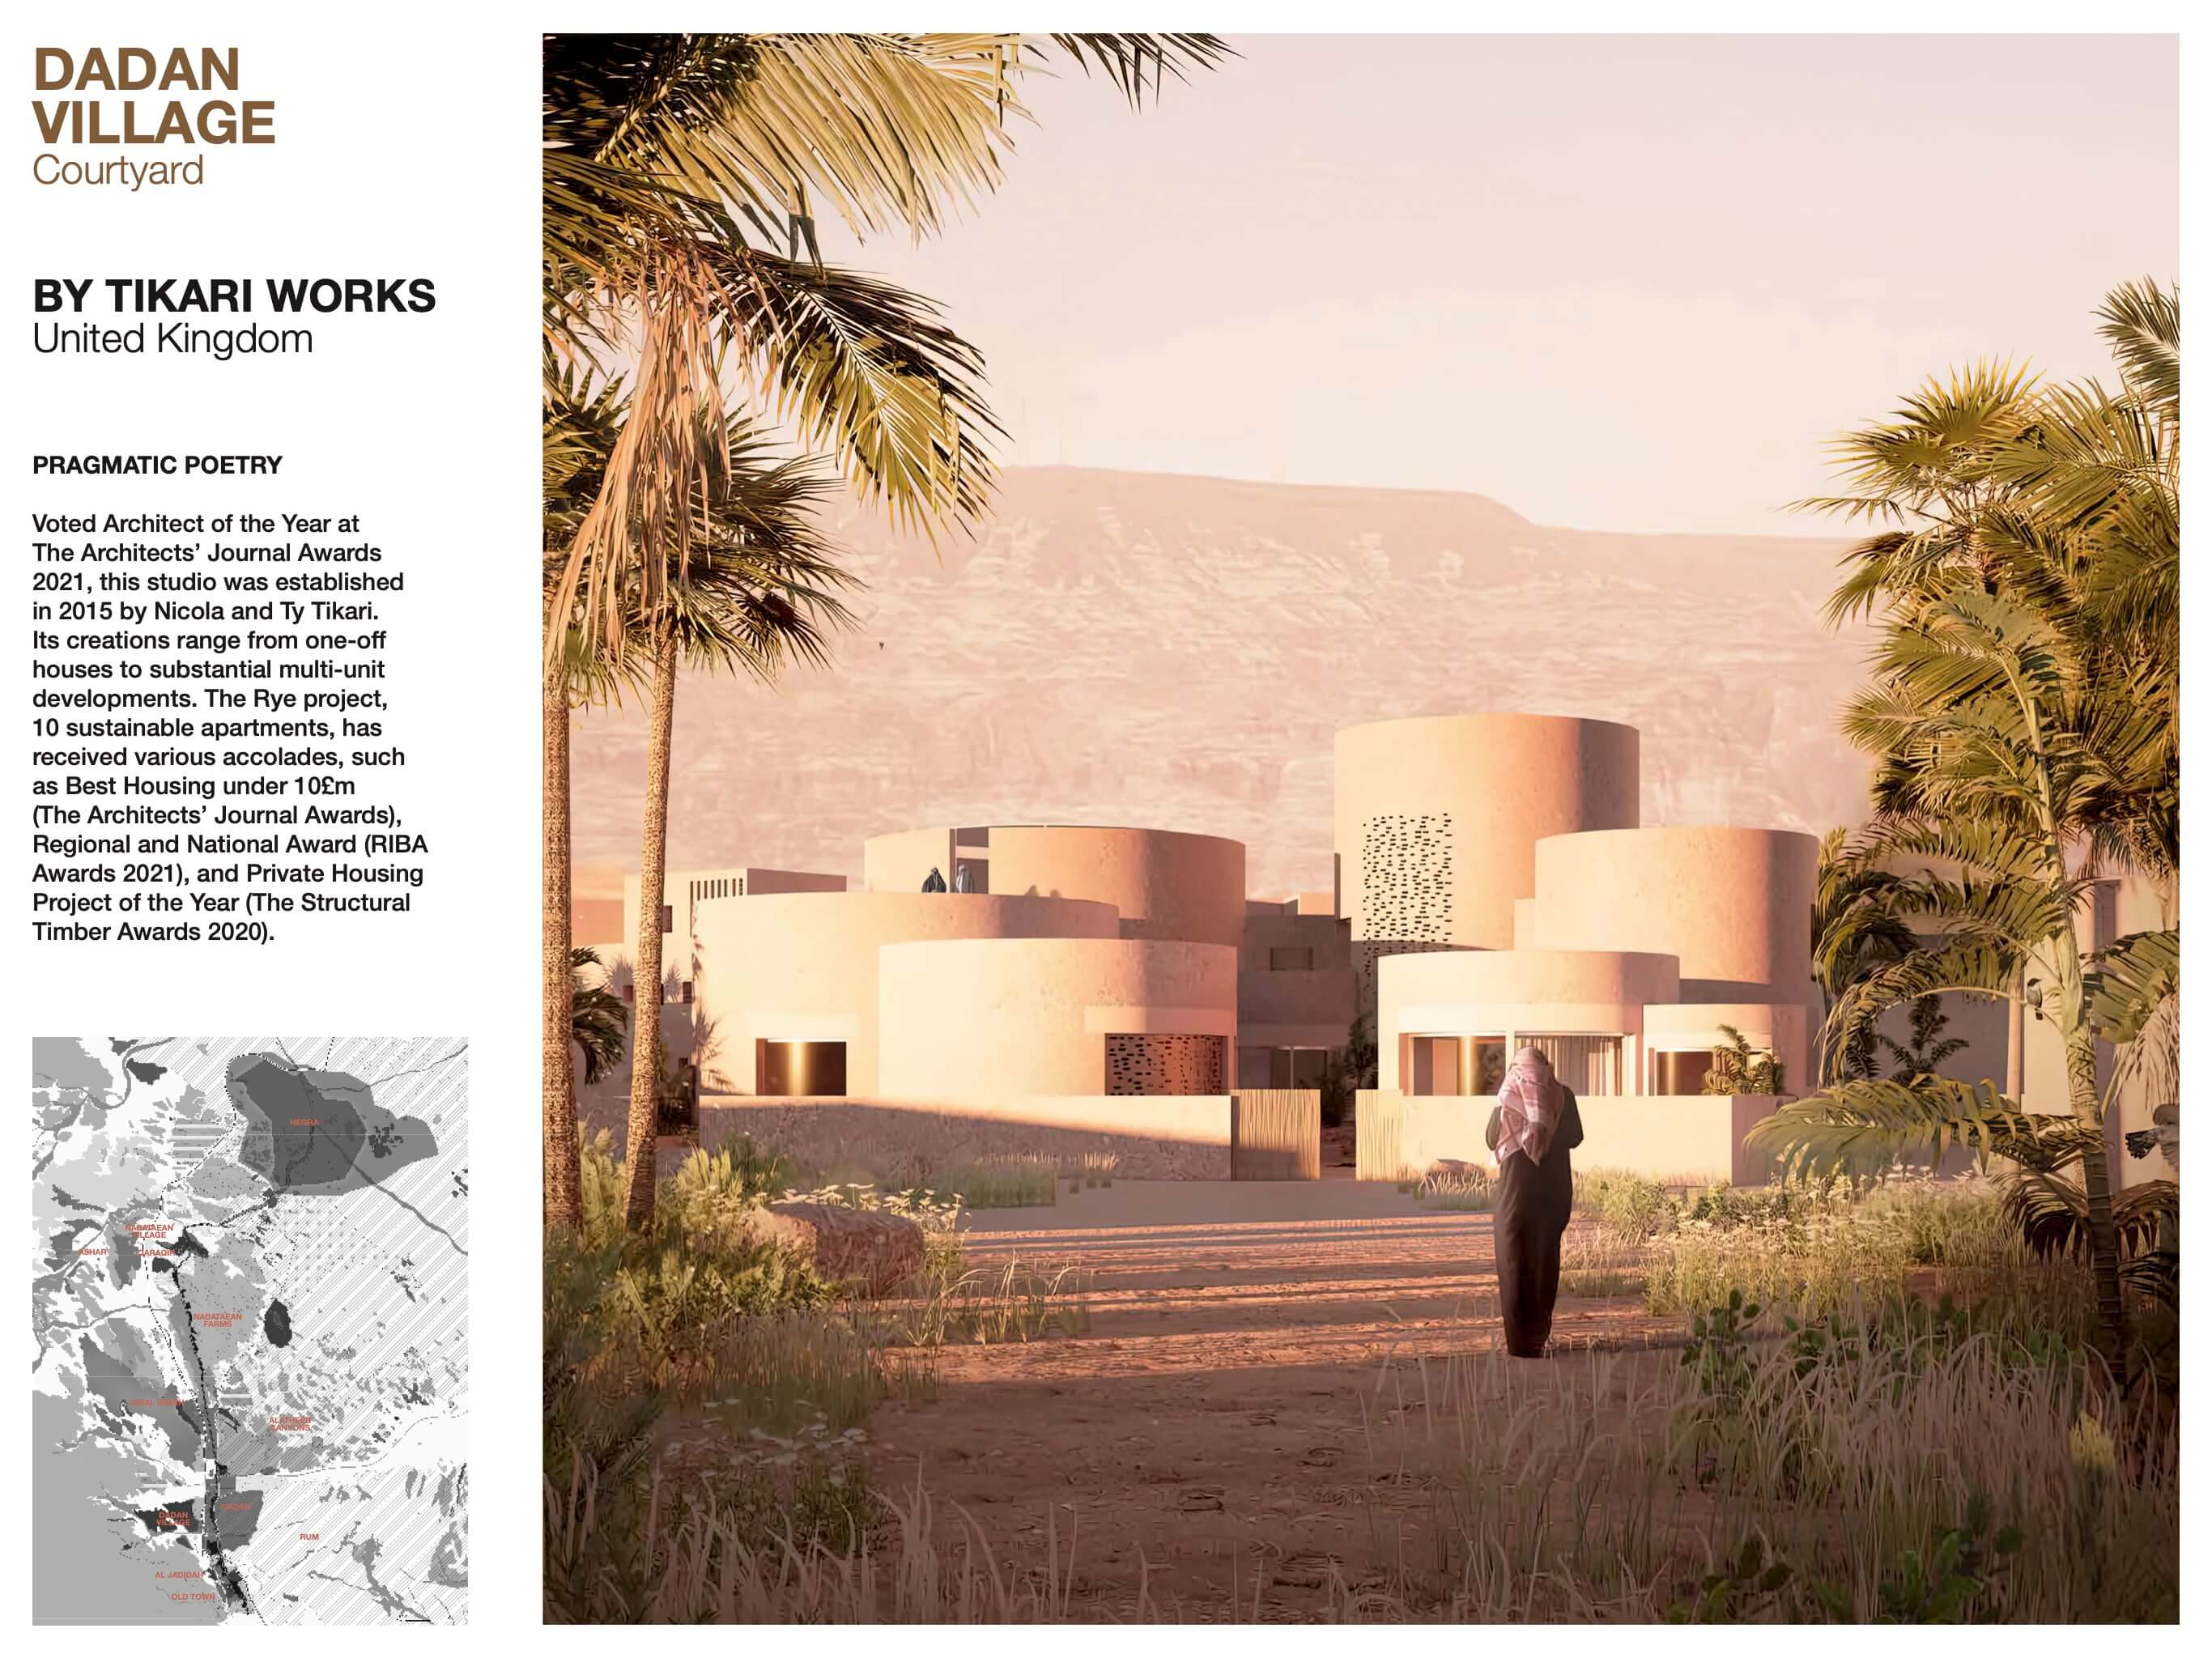 DADAN
VILLAGE
Courtyard
BY TIKARI WORKS
United Kingdom
PRAGMATIC POETRY
Voted Architect of the Year at
The Architects’ Journal Awards
2021, this studio was established
in 2015 by Nicola and Ty Tikari.
Its creations range from one-off
houses to substantial multi-unit
developments. The Rye project,
10 sustainable apartments, has
received various accolades, such
as Best Housing under 10£m
(The Architects’ Journal Awards),
Regional and National Award (RIBA
Awards 2021), and Private Housing
Project of the Year (The Structural
Timber Awards 2020).
HEGRA
NABATAEAN
VILLAGE
ASHAR
NABATAEAN
FARMS
DADAN
DADAN
VILLAGE
RUM
AL JADIDAH
OLD TOWN